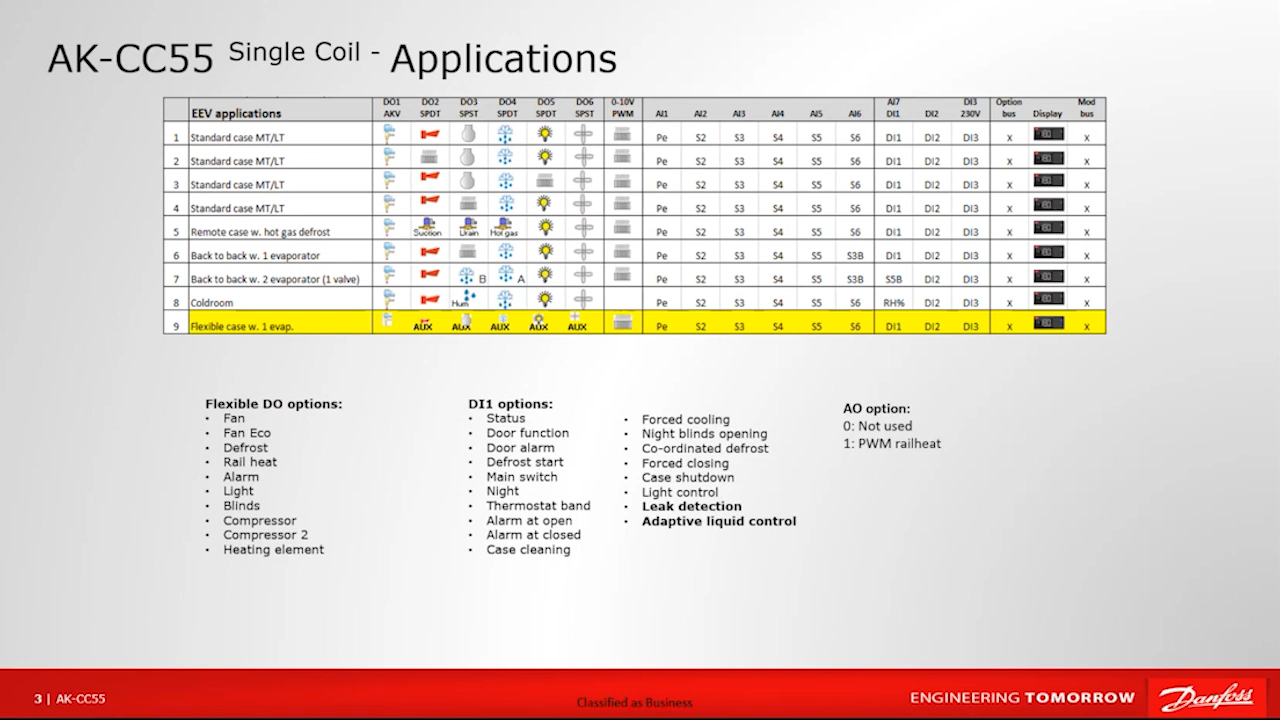 AK-CC55 Single Coil - Applications
DO1 DO2 DO3 DO4 DO5 DO6 0-10V AI7 DI3 Option Mod
EEV applications AKV SPDT SPST SPDT SPDT SPST PWM AI1 AI2 AI3 AI4 AI5 AI6 DI1 DI2 230V bus Display bus
1 Standard case MT/LT Pe S2 S3 S4 S5 S6 DI1 DI2 DI3 x x
2 Standard case MT/LT Pe S2 S3 S4 S5 S6 DI1 DI2 DI3 x x
3 Standard case MT/LT Pe S2 S3 S4 S5 S6 DI1 DI2 DI3 x x
4 Standard case MT/LT Pe S2 S3 S4 S5 S6 DI1 DI2 DI3 x x
5 Remote case w. hot gas defrost Suction Drain Hot gas Pe S2 S3 S4 S5 S6 DI1 DI2 DI3 x x
6 Back to back w. 1 evaporator Pe S2 S3 S4 S5 S3B DI1 DI2 DI3 x x
7 Back to back w. 2 evaporator (1 valve) B A Pe S2 S3 S4 S5 S3B S5B DI2 DI3 x x
8 Coldroom Hum Pe S2 S3 S4 S5 S6 RH% DI2 DI3 x x
9 Flexible case w. 1 evap. AUX AUX AUX AUX AUX Pe S2 S3 S4 S5 S6 DI1 DI2 DI3 x x
Flexible DO options:
• Fan
• Fan Eco
• Defrost
• Rail heat
• Alarm
• Light
• Blinds
• Compressor
• Compressor 2
• Heating element
DI1 options:
• Status
• Door function
• Door alarm
• Defrost start
• Main switch
• Night
• Thermostat band
• Alarm at open
• Alarm at closed
• Case cleaning
• Forced cooling
• Night blinds opening
• Co-ordinated defrost
• Forced closing
• Case shutdown
• Light control
• Leak detection
• Adaptive liquid control
AO option:
0: Not used
1: PWM railheat
3 | AK-CC55
Classified as Business
ENGINEERING TOMORROW
Danfoss